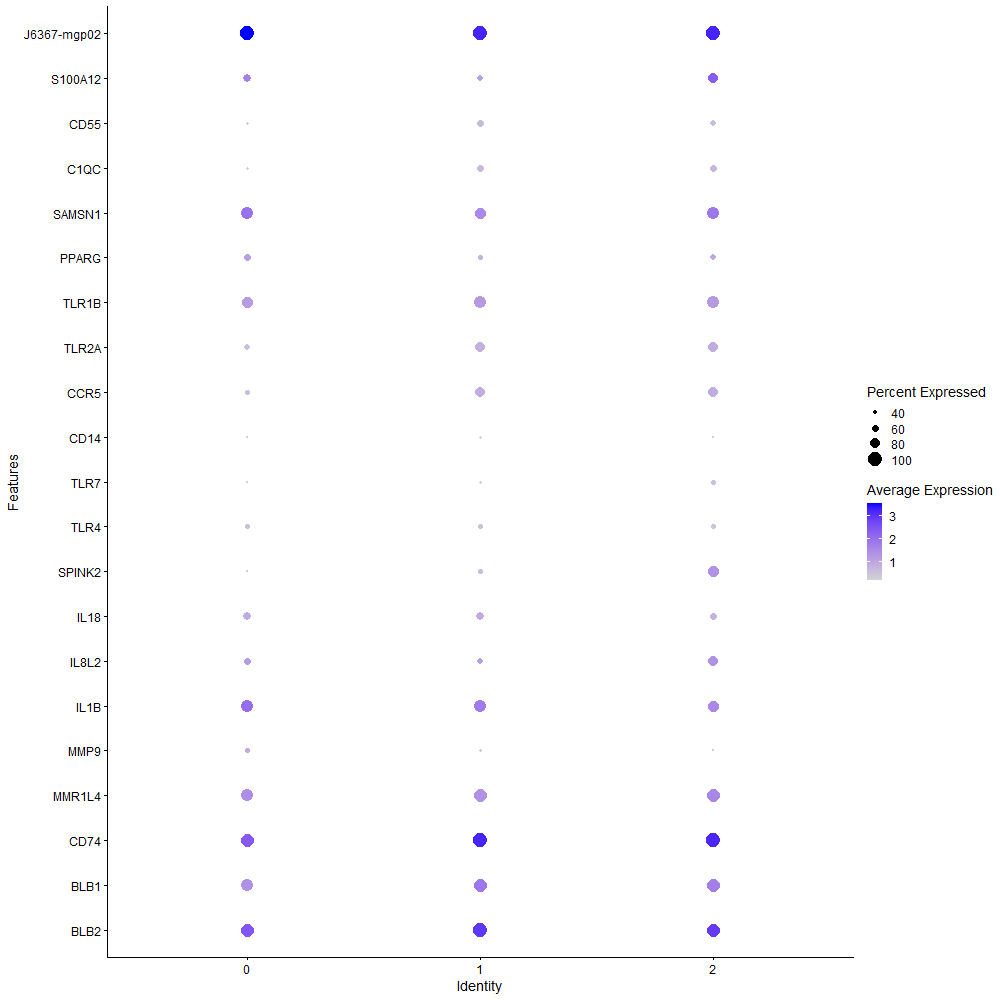 J6367-mgp02
S100A12
CD55
C1QC
SAMSN1
PPARG
TLR1B
TLR2A
CCR5
CD14
TLR7
TLR4
SPINK2
IL18
IL8L2
IL1B
MMP9
MMR1L4
CD74
BLB1
BLB2
Features
0 1 2
Identity
Percent Expressed
40
60
80
100
Average Expression
3
2
1